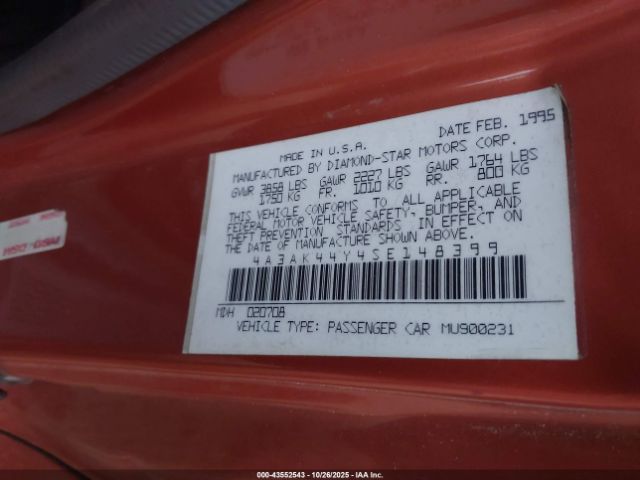 MADE IN U.S.A. DATE FEB. 1995
MANUFACTURED BY DIAMOND-STAR MOTORS CORP.
GVWR 3858 LBS GAWR 2227 LBS GAWR 1764 LBS
1750 KG FR. 1010 KG RR. 800 KG
THIS VEHICLE CONFORMS TO ALL APPLICABLE
FEDERAL MOTOR VEHICLE SAFETY, BUMPER, AND
THEFT PREVENTION STANDARDS IN EFFECT ON
THE DATE OF MANUFACTURE SHOWN ABOVE.
4A3AK44Y4SE148399
MDH 020708
VEHICLE TYPE: PASSENGER CAR MU900231
000-43552543 | 10/26/2025 - IAA Inc.